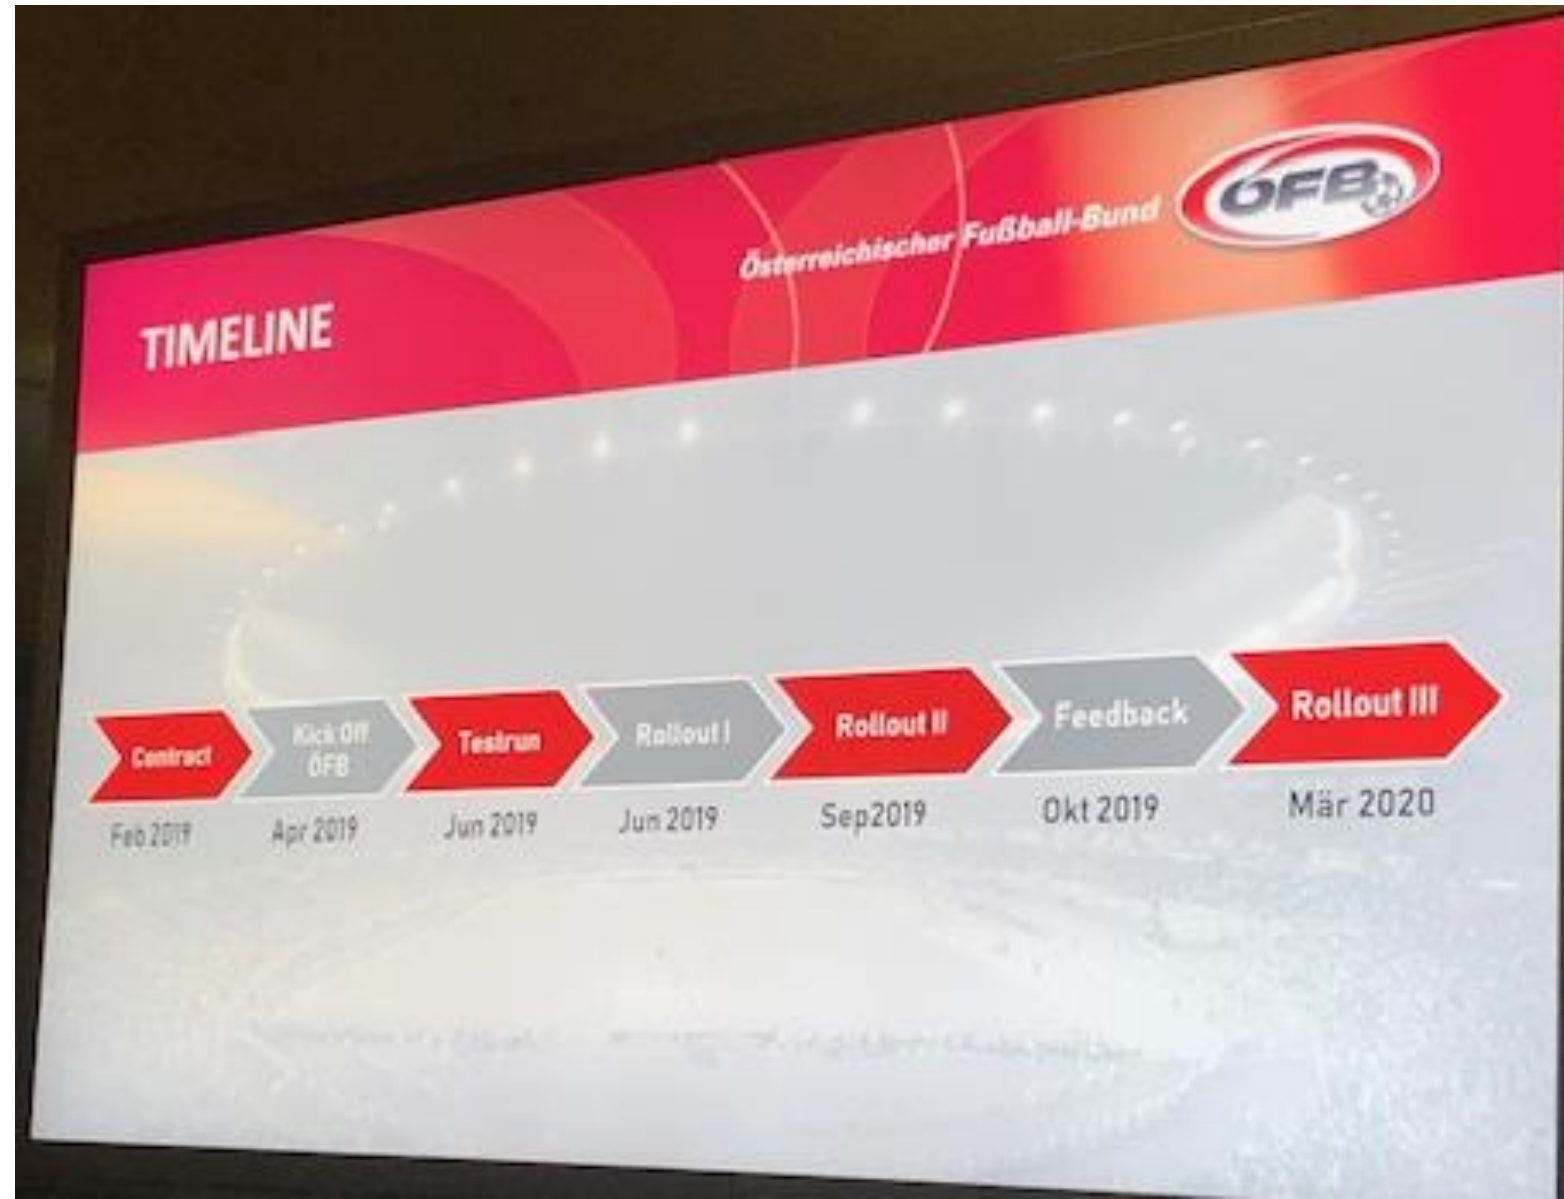 Österreichischer Fußball-Bund
ÖFB
TIMELINE
Contract
Kick Off
ÖFB
Testrun
Rollout I
Rollout II
Feedback
Rollout III
Feb 2019
Apr 2019
Jun 2019
Jun 2019
Sep2019
Okt 2019
Mär 2020